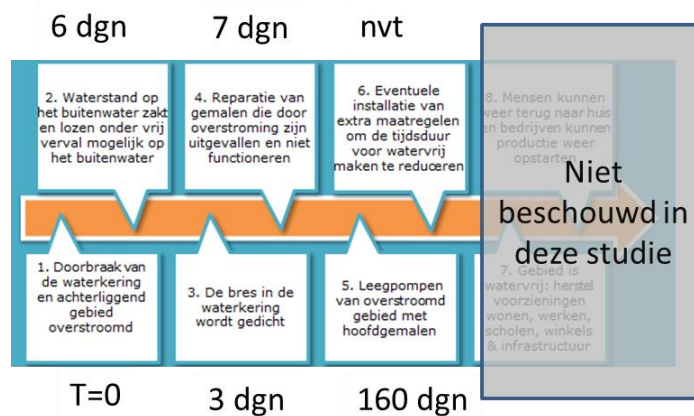 6 dgn
7 dgn
nvt
2. Waterstand op
het buitenwater zakt
en lozen onder vrij
verval mogelijk op
het buitenwater
4. Reparatie van
gemalen die door
overstroming zijn
uitgevallen en niet
functioneren
6. Eventuele
installatie van
extra maatregelen
om de tijdsduur
voor watervrij
maken te reduceren
8. Mensen kunnen
weer terug naar huis
en bedrijven kunnen
productie weer
opstarten
Niet
beschouwd in
deze studie
1. Doorbraak van
de waterkering
en achterliggend
gebied
overstroomd
3. De bres in de
waterkering
wordt gedicht
5. Leegpompen
van overstroomd
gebied met
hoofdgemalen
7. Gebied is
watervrij: herstel
voorzieningen
wonen, werken,
scholen, winkels
& infrastructuur
T=0
3 dgn
160 dgn